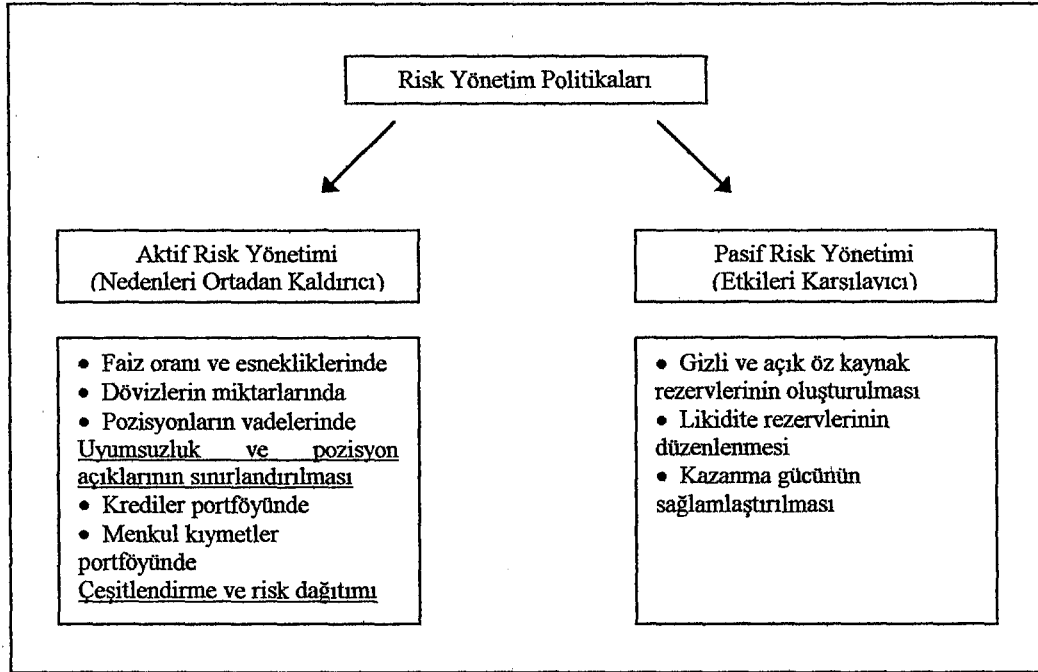 Risk Yönetim Politikaları
Aktif Risk Yönetimi
(Nedenleri Ortadan Kaldırıcı)
• Faiz oranı ve esnekliklerinde
• Dövizlerin miktarlarında
• Pozisyonların vadelerinde
Uyumsuzluk ve pozisyon
açıklarının sınırlandırılması
• Krediler portföyünde
• Menkul kıymetler
portföyünde
Çeşitlendirme ve risk dağıtımı
Pasif Risk Yönetimi
(Etkileri Karşılayıcı)
• Gizli ve açık öz kaynak
rezervlerinin oluşturulması
• Likidite rezervlerinin
düzenlenmesi
• Kazanma gücünün
sağlamlaştırılması